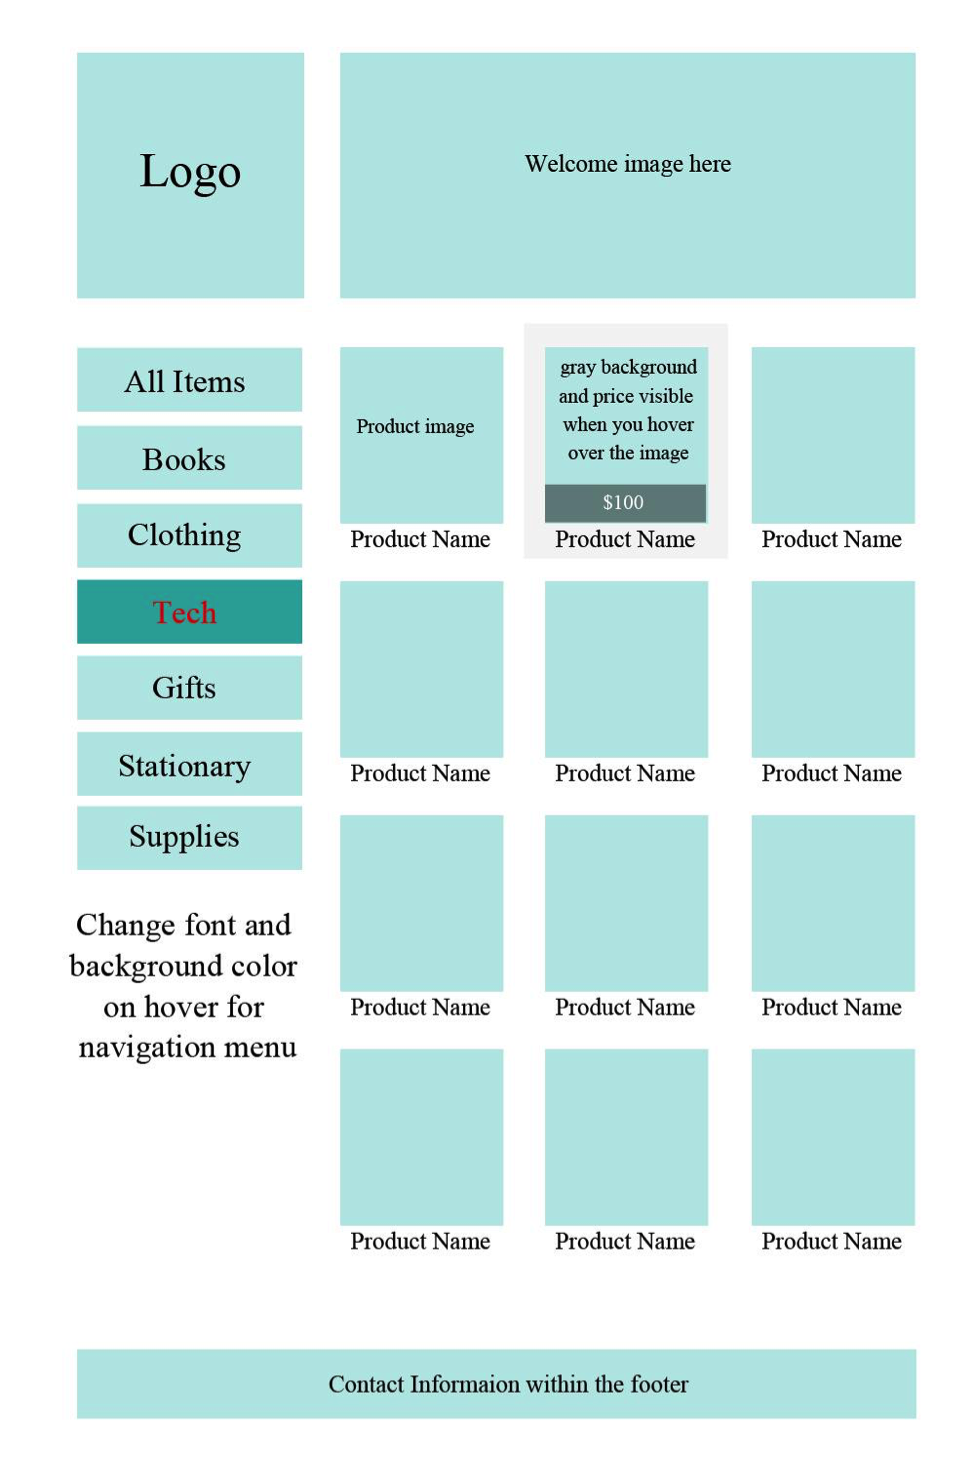 Logo
Welcome image here
All Items
Books
Clothing
Tech
Gifts
Stationary
Supplies
Change font and
background color
on hover for
navigation menu
Product image
Product Name
gray background
and price visible
when you hover
over the image
$100
Product Name
Product Name
Product Name
Product Name
Product Name
Product Name
Product Name
Product Name
Product Name
Product Name
Product Name
Contact Informaion within the footer